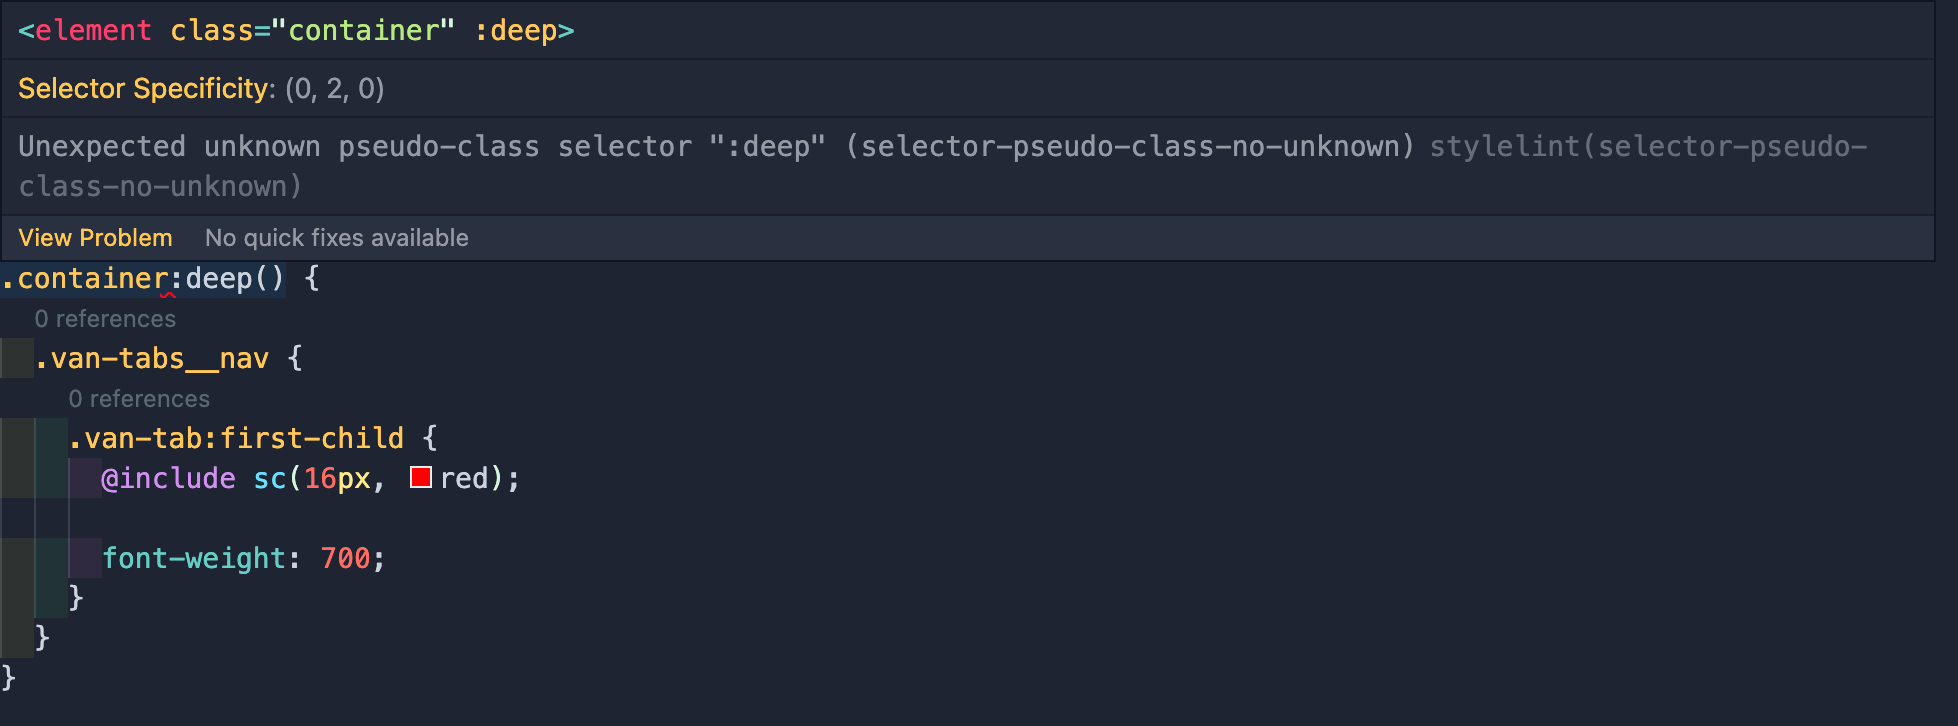 <element class="container" :deep>
Selector Specificity: (0, 2, 0)
Unexpected unknown pseudo-class selector ":deep" (selector-pseudo-class-no-unknown) stylelint(selector-pseudo-
class-no-unknown)
View Problem No quick fixes available
.container:deep() {
0 references
.van-tabs__nav {
0 references
.van-tab:first-child {
@include sc(16px, red);
font-weight: 700;
}
}
}